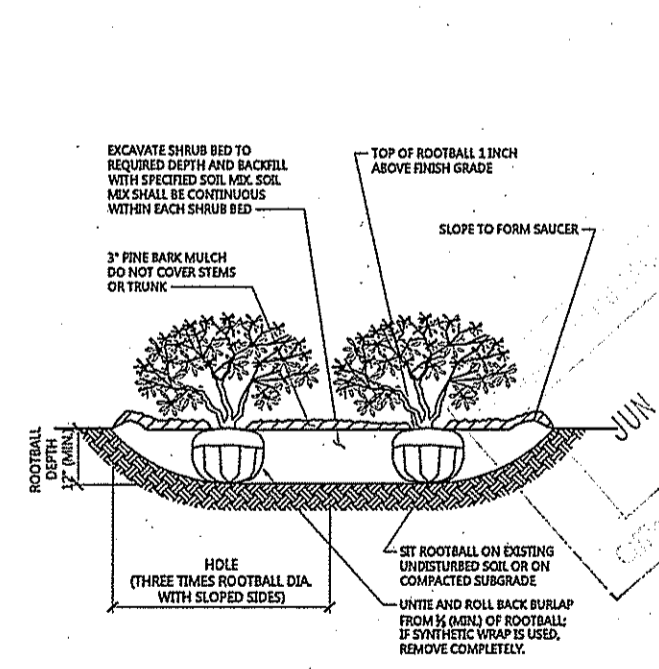 EXCAVATE SHRUB BED TO
REQUIRED DEPTH AND BACKFILL
WITH SPECIFIED SOIL MIX. SOIL
MIX SHALL BE CONTINUOUS
WITHIN EACH SHRUB BED
TOP OF ROOTBALL 1 INCH
ABOVE FINISH GRADE
SLOPE TO FORM SAUCER
3" PINE BARK MULCH
DO NOT COVER STEMS
OR TRUNK
JUN
ROOTBALL
DEPTH
12" (MIN.)
HOLE
(THREE TIMES ROOTBALL DIA.
WITH SLOPED SIDES)
SIT ROOTBALL ON EXISTING
UNDISTURBED SOIL OR ON
COMPACTED SUBGRADE
UNTIE AND ROLL BACK BURLAP
FROM (MIN.) OF ROOTBALL;
IF SYNTHETIC WRAP IS USED,
REMOVE COMPLETELY.